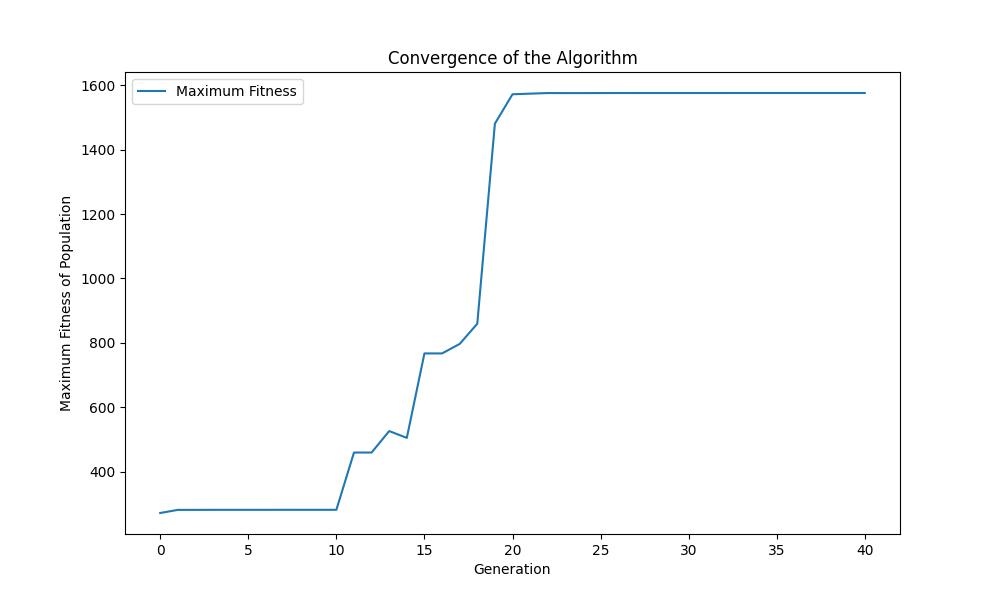 Convergence of the Algorithm
Maximum Fitness
Maximum Fitness of Population
1600
1400
1200
1000
800
600
400
0 5 10 15 20 25 30 35 40
Generation